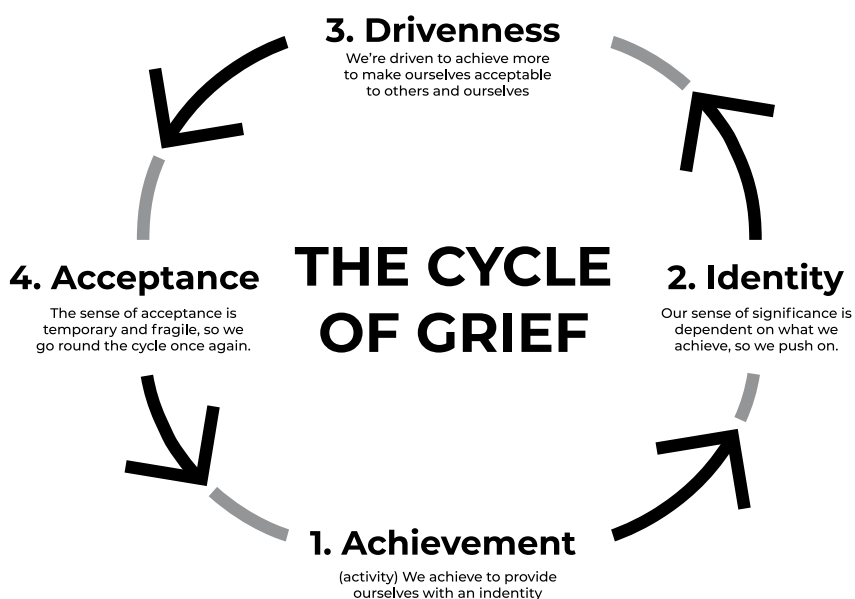 3. Drivenness
We're driven to achieve more
to make ourselves acceptable
to others and ourselves
4. Acceptance
The sense of acceptance is
temporary and fragile, so we
go round the cycle once again.
THE CYCLE
OF GRIEF
2. Identity
Our sense of significance is
dependent on what we
achieve, so we push on.
1. Achievement
(activity) We achieve to provide
ourselves with an indentity